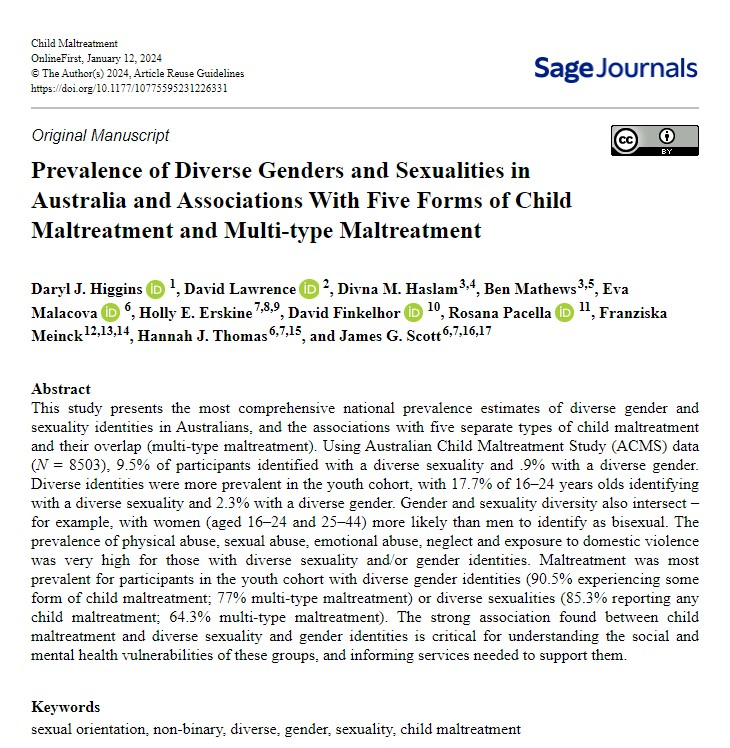 Child Maltreatment
OnlineFirst, January 12, 2024
© The Author(s) 2024, Article Reuse Guidelines
https://doi.org/10.1177/10775595231226331
Sage Journals
Original Manuscript
cc BY
Prevalence of Diverse Genders and Sexualities in
Australia and Associations With Five Forms of Child
Maltreatment and Multi-type Maltreatment
Daryl J. Higgins iD 1, David Lawrence iD 2, Divna M. Haslam3,4, Ben Mathews3,5, Eva
Malacova iD 6, Holly E. Erskine7,8,9, David Finkelhor iD 10, Rosana Pacella iD 11, Franziska
Meinck12,13,14, Hannah J. Thomas6,7,15, and James G. Scott6,7,16,17
Abstract
This study presents the most comprehensive national prevalence estimates of diverse gender and
sexuality identities in Australians, and the associations with five separate types of child maltreatment
and their overlap (multi-type maltreatment). Using Australian Child Maltreatment Study (ACMS) data
(N = 8503), 9.5% of participants identified with a diverse sexuality and .9% with a diverse gender.
Diverse identities were more prevalent in the youth cohort, with 17.7% of 16–24 years olds identifying
with a diverse sexuality and 2.3% with a diverse gender. Gender and sexuality diversity also intersect –
for example, with women (aged 16–24 and 25–44) more likely than men to identify as bisexual. The
prevalence of physical abuse, sexual abuse, emotional abuse, neglect and exposure to domestic violence
was very high for those with diverse sexuality and/or gender identities. Maltreatment was most
prevalent for participants in the youth cohort with diverse gender identities (90.5% experiencing some
form of child maltreatment; 77% multi-type maltreatment) or diverse sexualities (85.3% reporting any
child maltreatment; 64.3% multi-type maltreatment). The strong association found between child
maltreatment and diverse sexuality and gender identities is critical for understanding the social and
mental health vulnerabilities of these groups, and informing services needed to support them.
Keywords
sexual orientation, non-binary, diverse, gender, sexuality, child maltreatment